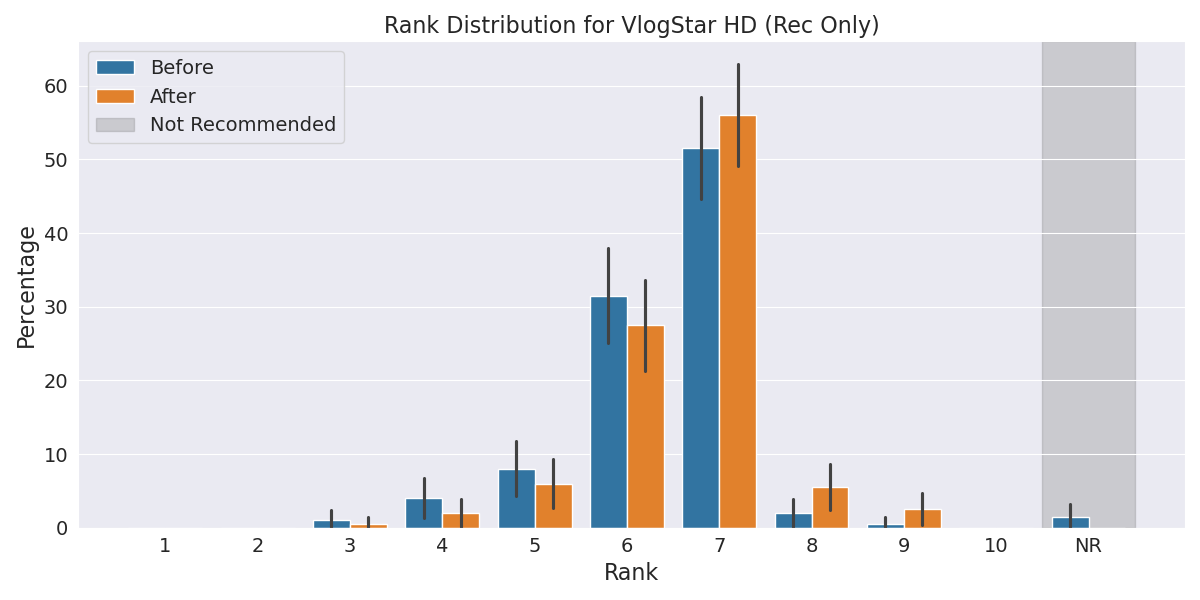 Rank Distribution for VlogStar HD (Rec Only)
Before
After
Not Recommended
Percentage
60
50
40
30
20
10
0
1 2 3 4 5 6 7 8 9 10 NR
Rank